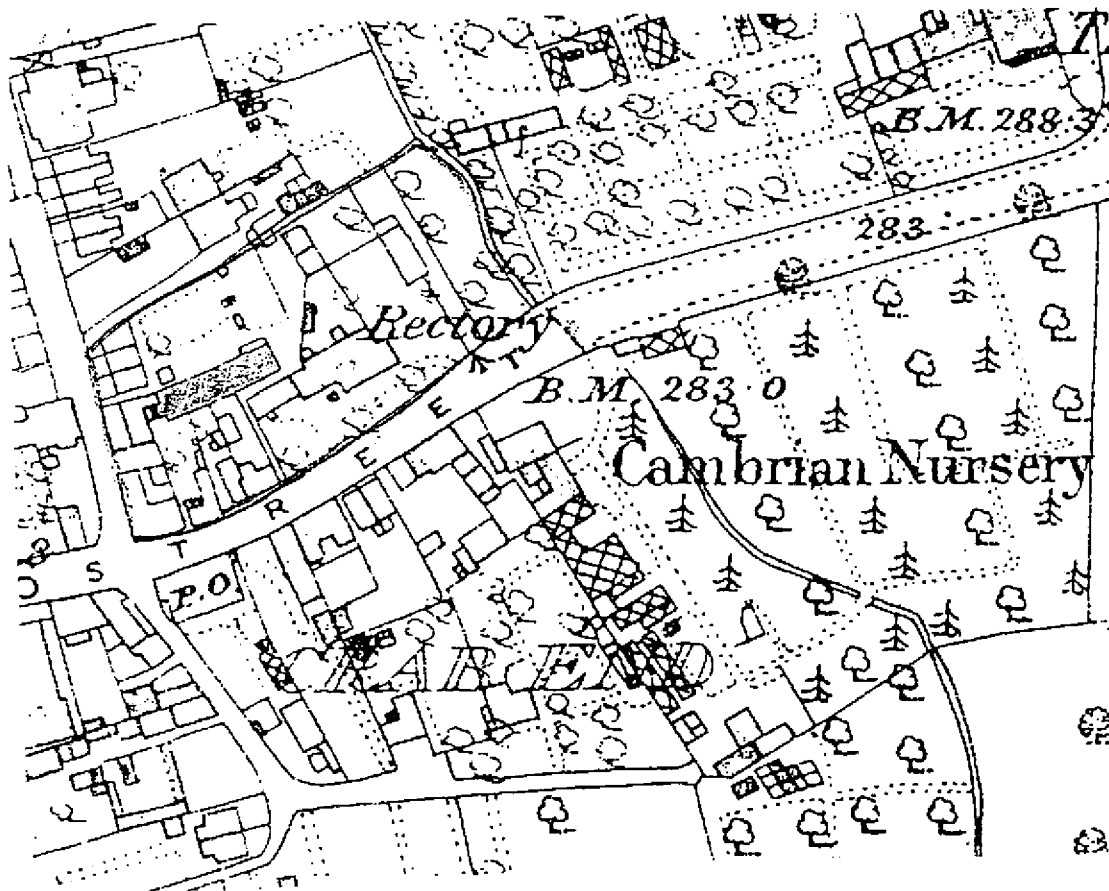 B.M. 288·3
283
Rectory
B.M. 283·0
Cambrian Nursery
STREET
P.O.